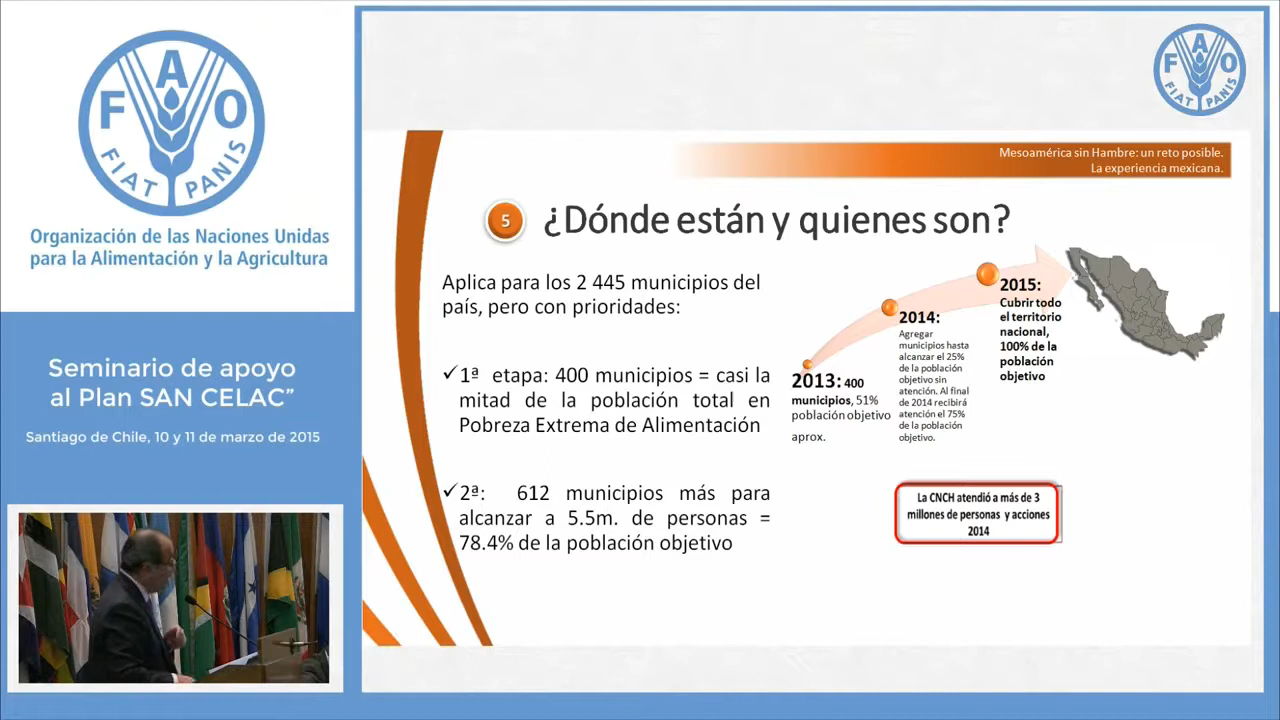 FAO
FIAT PANIS
Organización de las Naciones Unidas
para la Alimentación y la Agricultura
Seminario de apoyo
al Plan SAN CELAC”
Santiago de Chile, 10 y 11 de marzo de 2015
FAO
FIAT PANIS
Mesoamérica sin Hambre: un reto posible.
La experiencia mexicana.
5
¿Dónde están y quienes son?
Aplica para los 2 445 municipios del
país, pero con prioridades:
✓1ª etapa: 400 municipios = casi la
mitad de la población total en
Pobreza Extrema de Alimentación
✓2ª: 612 municipios más para
alcanzar a 5.5m. de personas =
78.4% de la población objetivo
2013: 400
municipios, 51%
población objetivo
aprox.
2014:
Agregar
municipios hasta
alcanzar el 25%
de la población
objetivo sin
atención. Al final
de 2014 recibirá
atención el 75%
de la población
objetivo.
2015:
Cubrir todo
el territorio
nacional,
100% de la
población
objetivo
La CNCH atendió a más de 3
millones de personas y acciones
2014